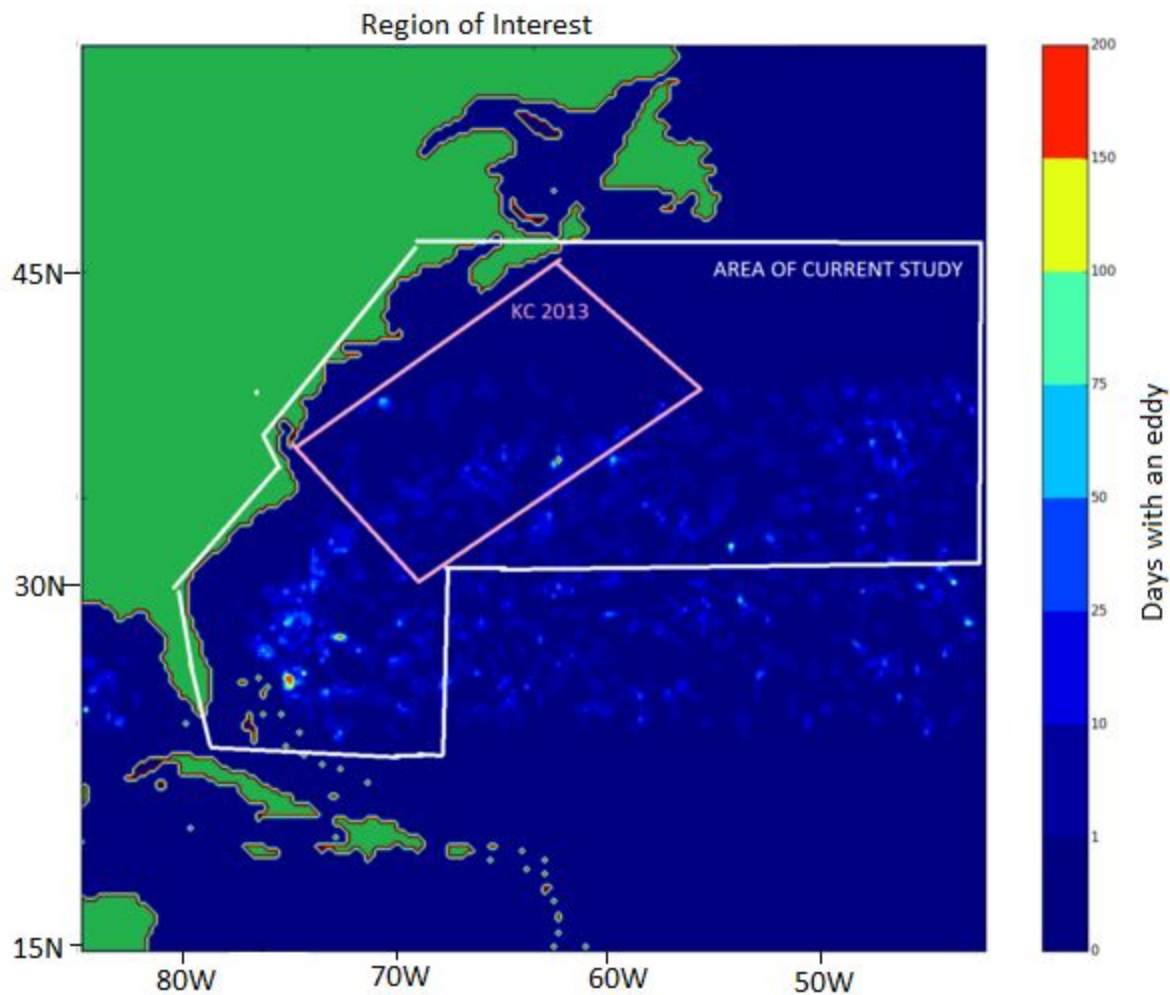 Region of Interest
45N
30N
15N
80W
70W
60W
50W
AREA OF CURRENT STUDY
KC 2013
200
150
100
75
50
25
10
1
0
Days with an eddy